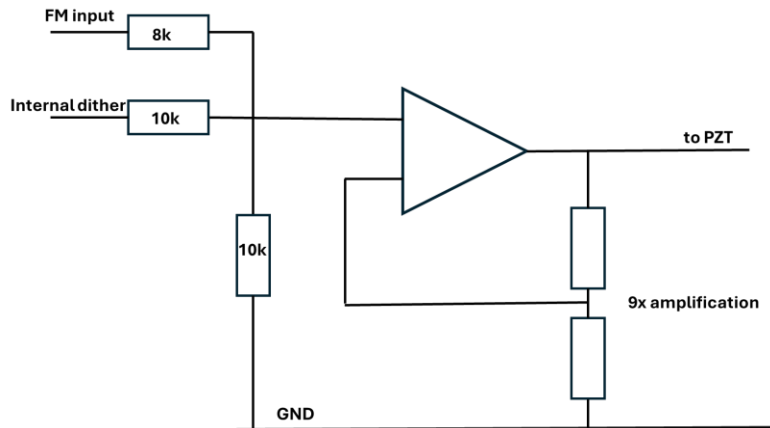 FM input
8k
Internal dither
10k
to PZT
10k
9x amplification
GND